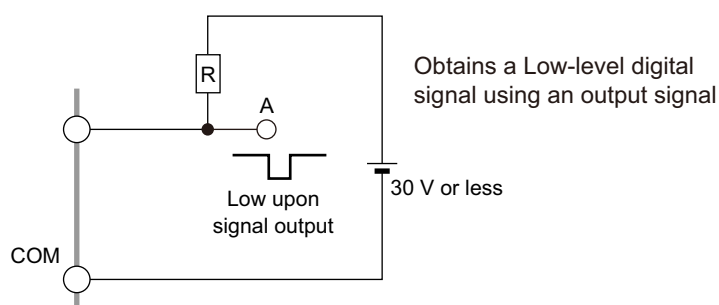 R
A
Obtains a Low-level digital
signal using an output signal
30 V or less
Low upon
signal output
COM